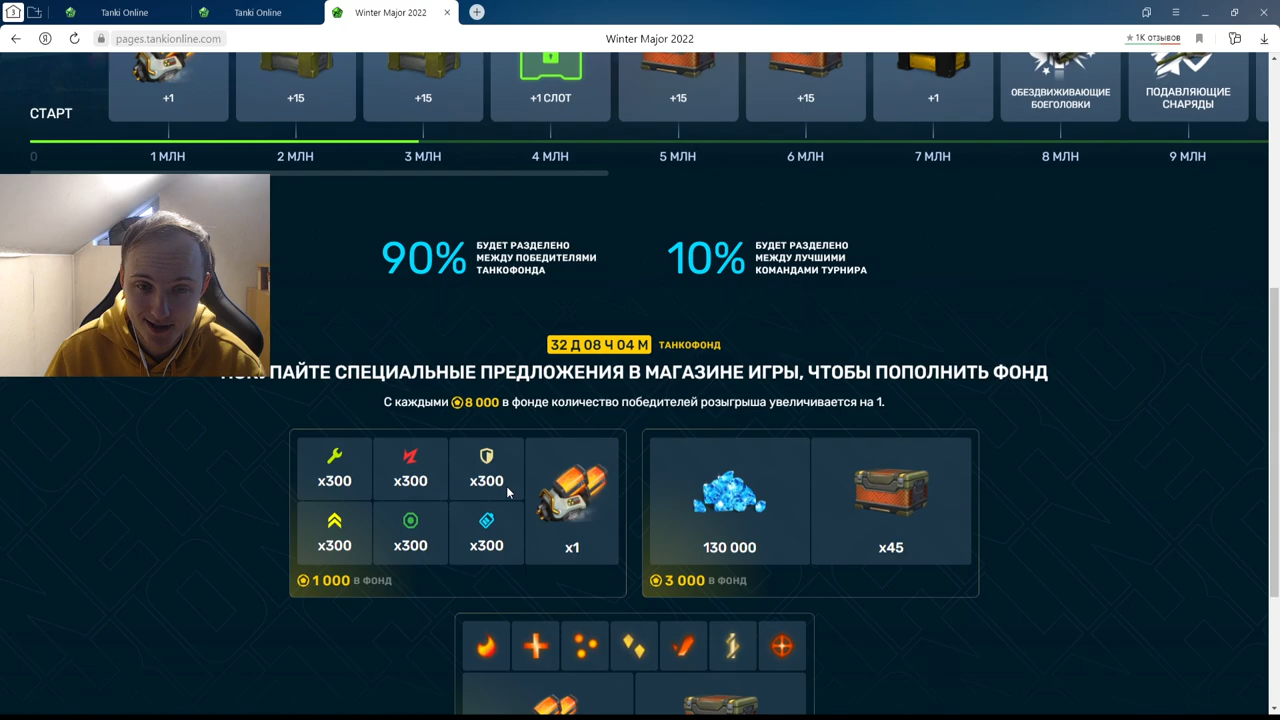 3
Tanki Online
Tanki Online
Winter Major 2022
pages.tankionline.com
Winter Major 2022
1K отзывов
+1
+15
+15
+1 СЛОТ
+15
+15
+1
ОБЕЗДВИЖИВАЮЩИЕ
БОЕГОЛОВКИ
ПОДАВЛЯЮЩИЕ
СНАРЯДЫ
СТАРТ
0
1 МЛН
2 МЛН
3 МЛН
4 МЛН
5 МЛН
6 МЛН
7 МЛН
8 МЛН
9 МЛН
90%
БУДЕТ РАЗДЕЛЕНО
МЕЖДУ ПОБЕДИТЕЛЯМИ
ТАНКОФОНДА
10%
БУДЕТ РАЗДЕЛЕНО
МЕЖДУ ЛУЧШИМИ
КОМАНДАМИ ТУРНИРА
32 Д 08 Ч 04 М ТАНКОФОНД
ПОКУПАЙТЕ СПЕЦИАЛЬНЫЕ ПРЕДЛОЖЕНИЯ В МАГАЗИНЕ ИГРЫ, ЧТОБЫ ПОПОЛНИТЬ ФОНД
С каждыми 8 000 в фонде количество победителей розыгрыша увеличивается на 1.
x300
x300
x300
x300
x300
x300
x1
1 000 В ФОНД
130 000
x45
3 000 В ФОНД